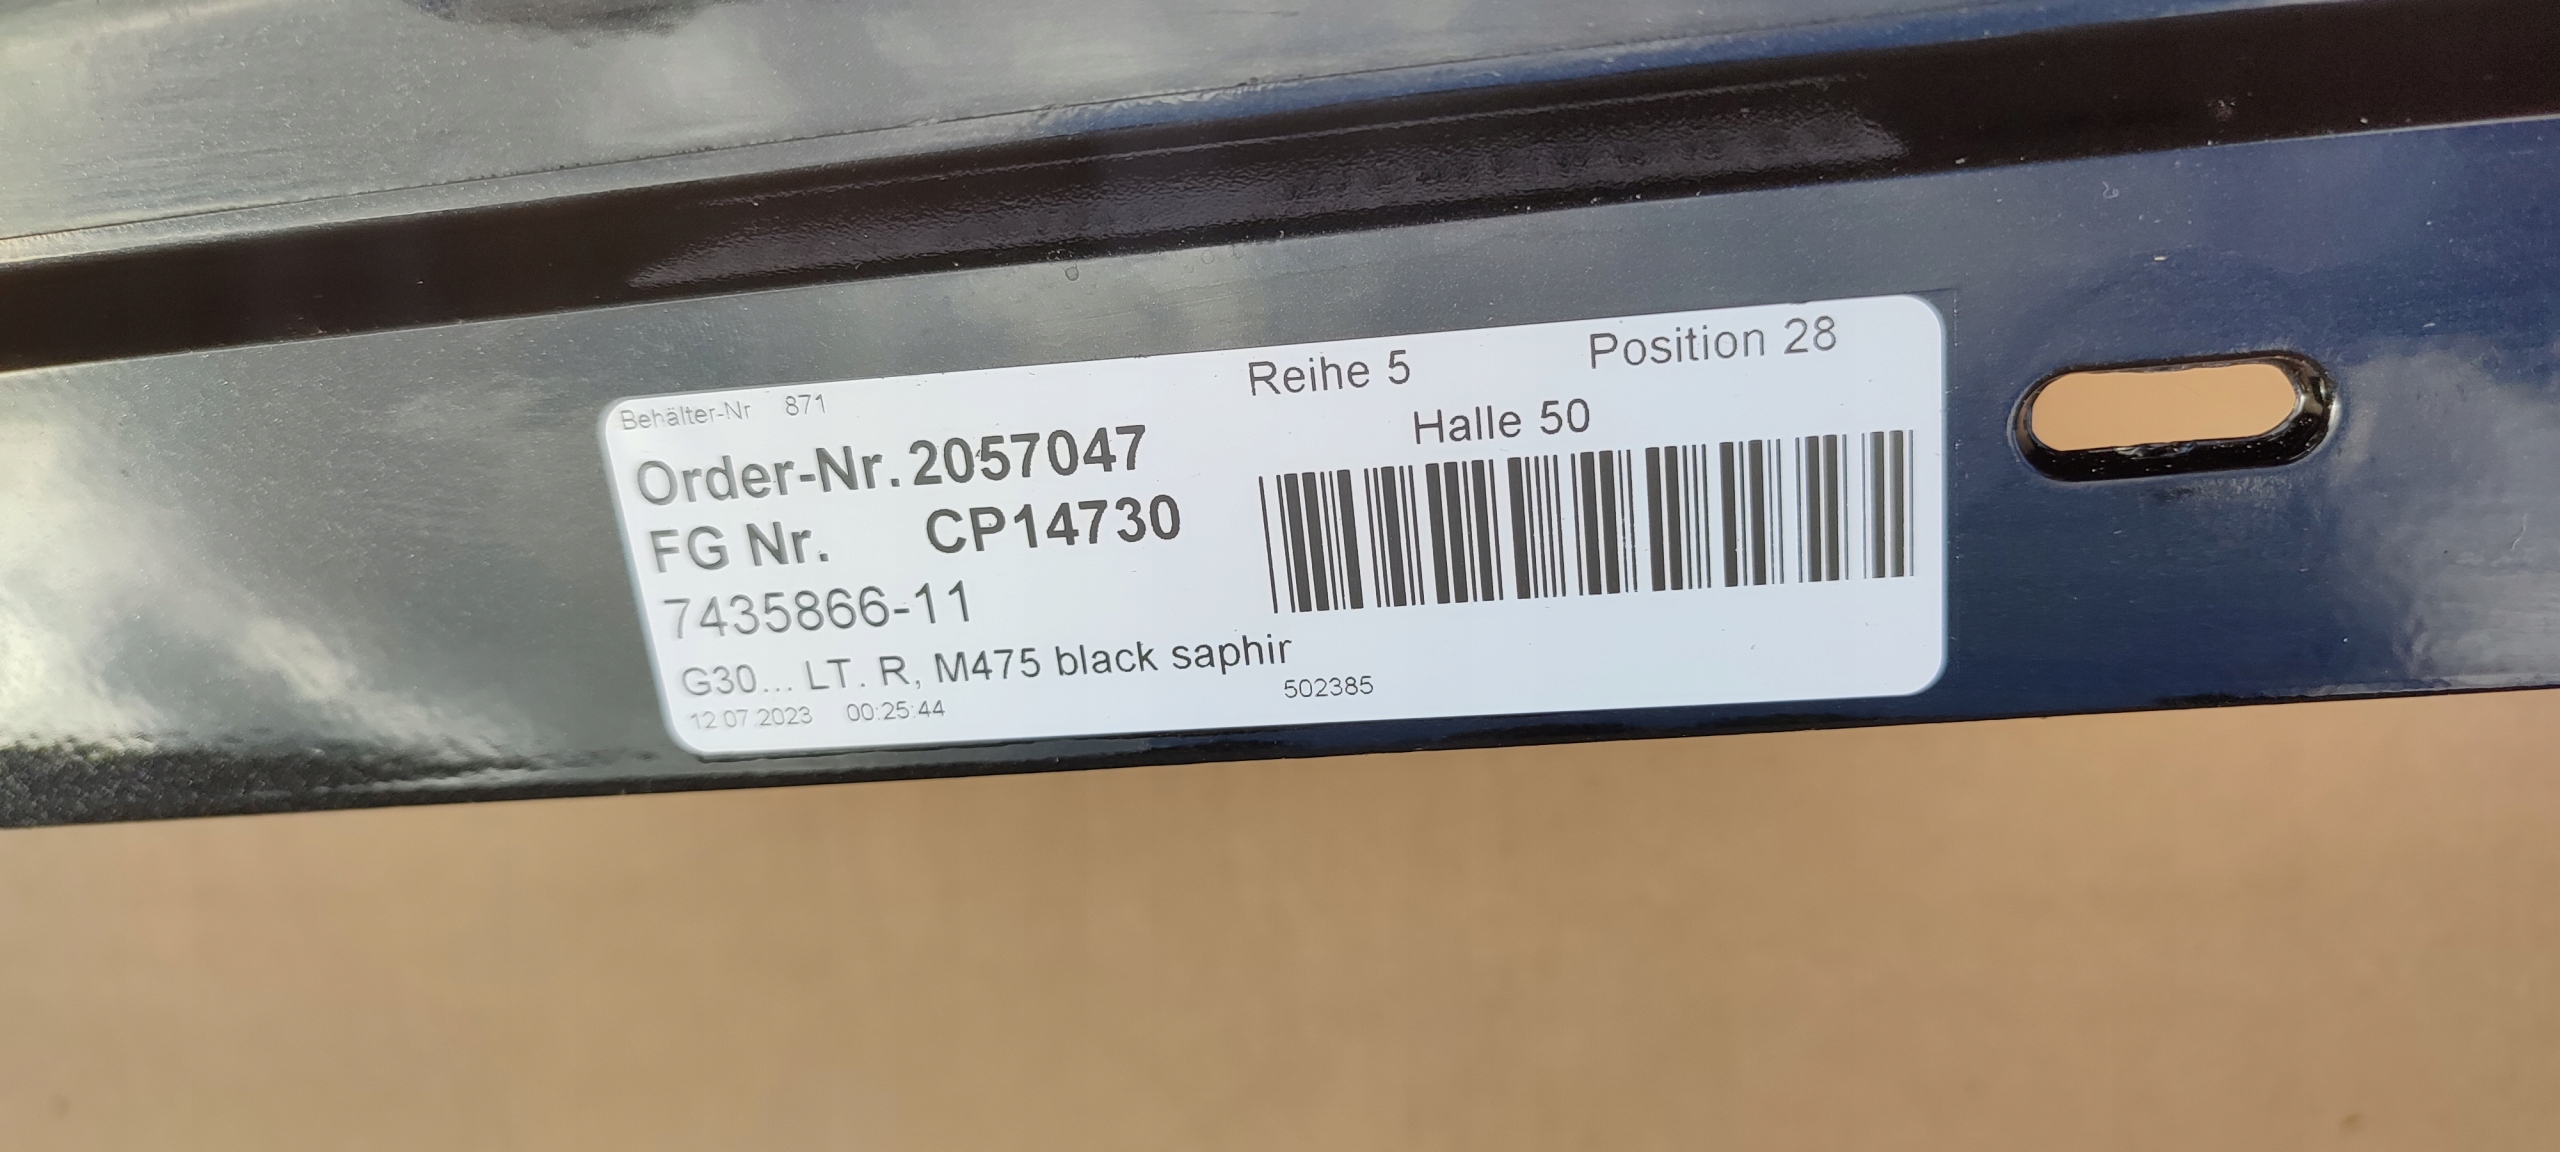 Reihe 5 Position 28
Behälter-Nr 871
Halle 50
Order-Nr. 2057047
FG Nr. CP14730
7435866-11
G30... LT. R, M475 black saphir
502385
12.07.2023 00:25:44